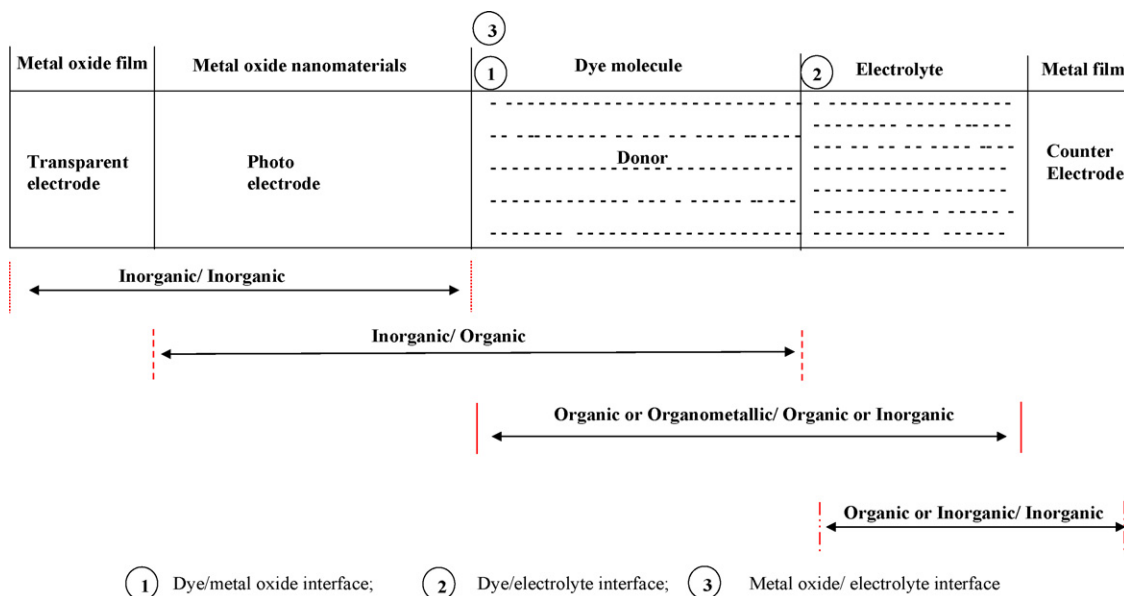 3
Metal oxide film Metal oxide nanomaterials 1 Dye molecule 2 Electrolyte Metal film
Transparent electrode
Photo electrode
Donor
Counter Electrode
Inorganic/ Inorganic
Inorganic/ Organic
Organic or Organometallic/ Organic or Inorganic
Organic or Inorganic/ Inorganic
1 Dye/metal oxide interface; 2 Dye/electrolyte interface; 3 Metal oxide/ electrolyte interface